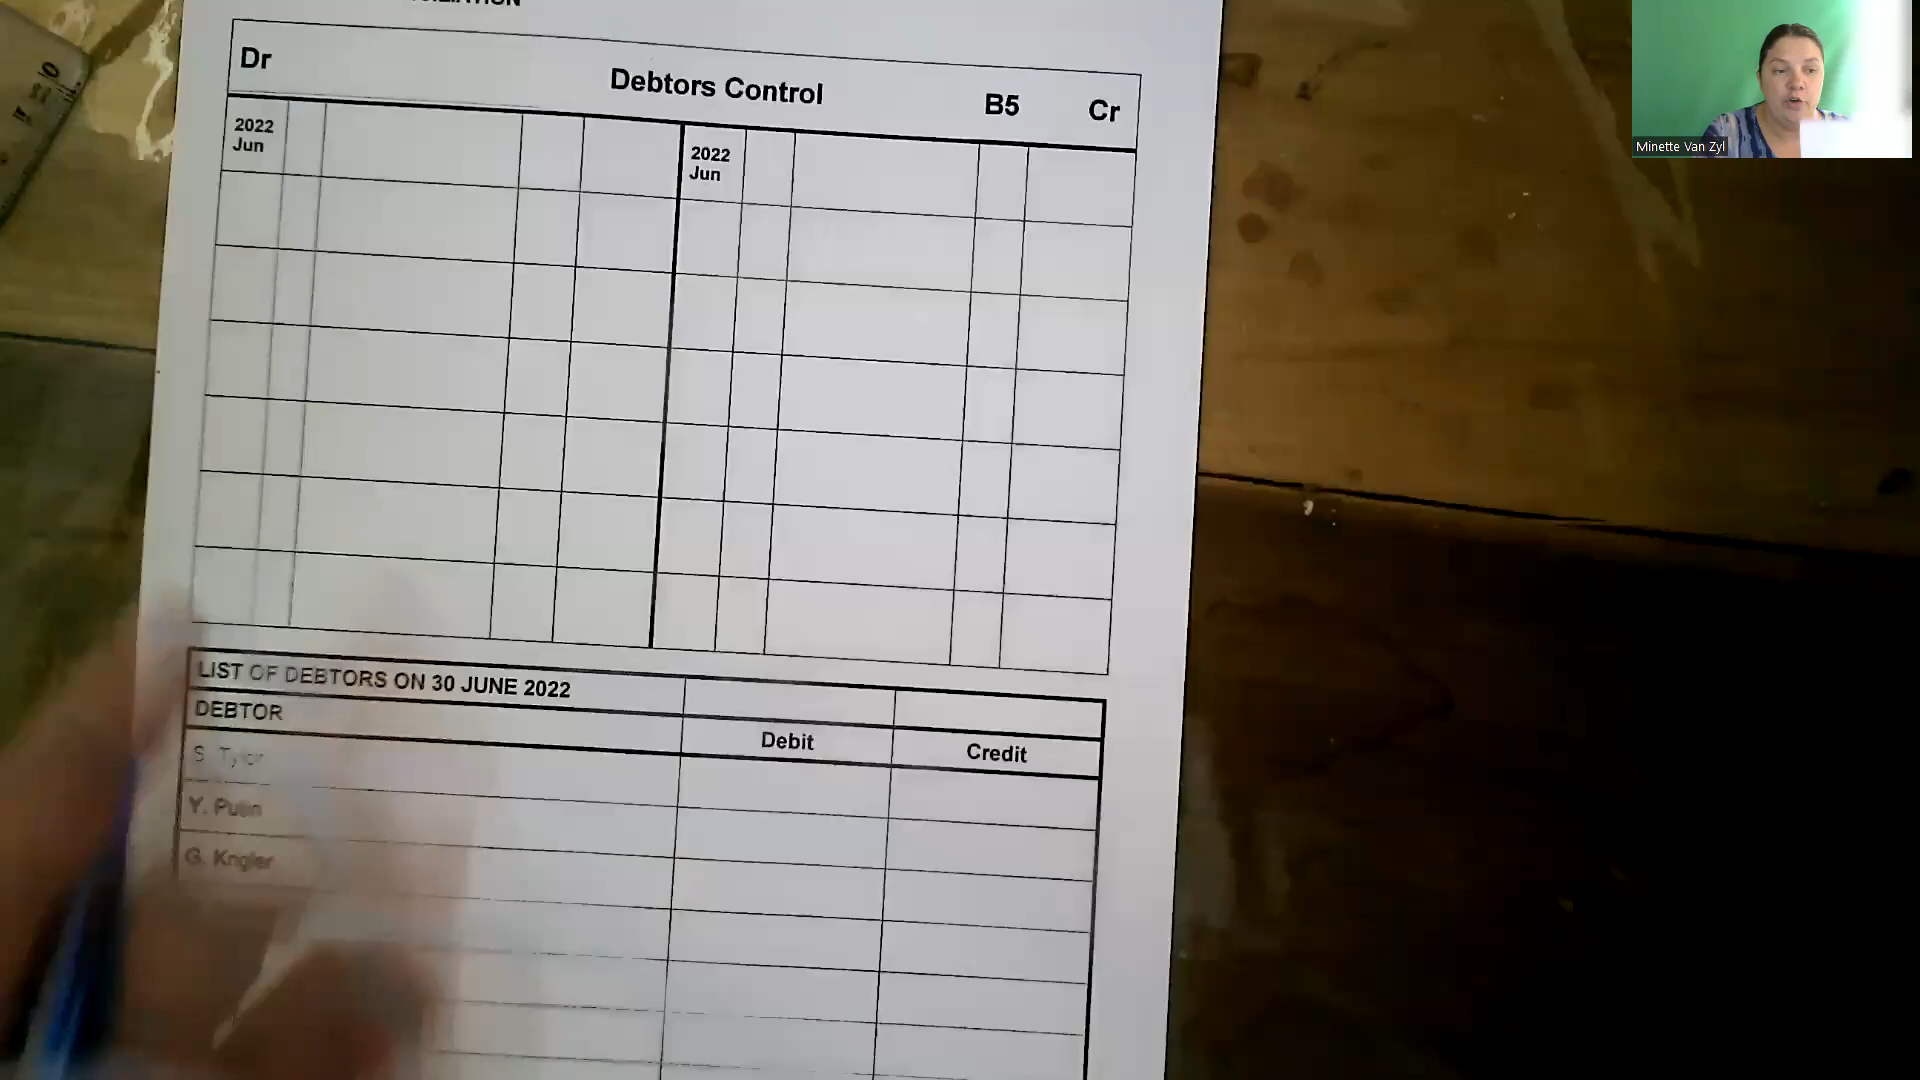 Dr Debtors Control B5 Cr
2022 2022
Jun Jun
LIST OF DEBTORS ON 30 JUNE 2022
DEBTOR Debit Credit
S. Tylor
G. Kngler
Minette Van Zyl